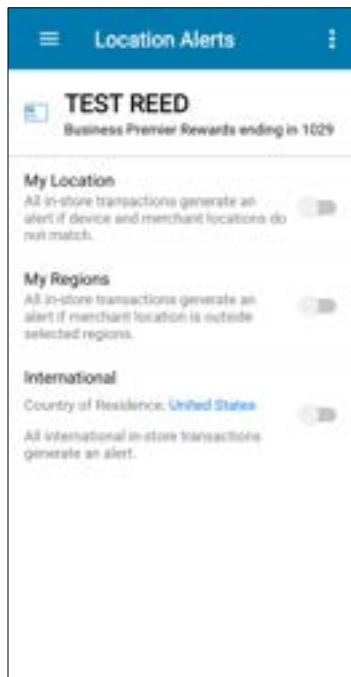 Location Alerts
TEST REED
Business Premier Rewards ending in 1029
My Location
All in-store transactions generate an
alert if device and merchant locations do
not match.
My Regions
All in-store transactions generate an
alert if merchant location is outside
selected regions.
International
Country of Residence: United States
All international in-store transactions
generate an alert.